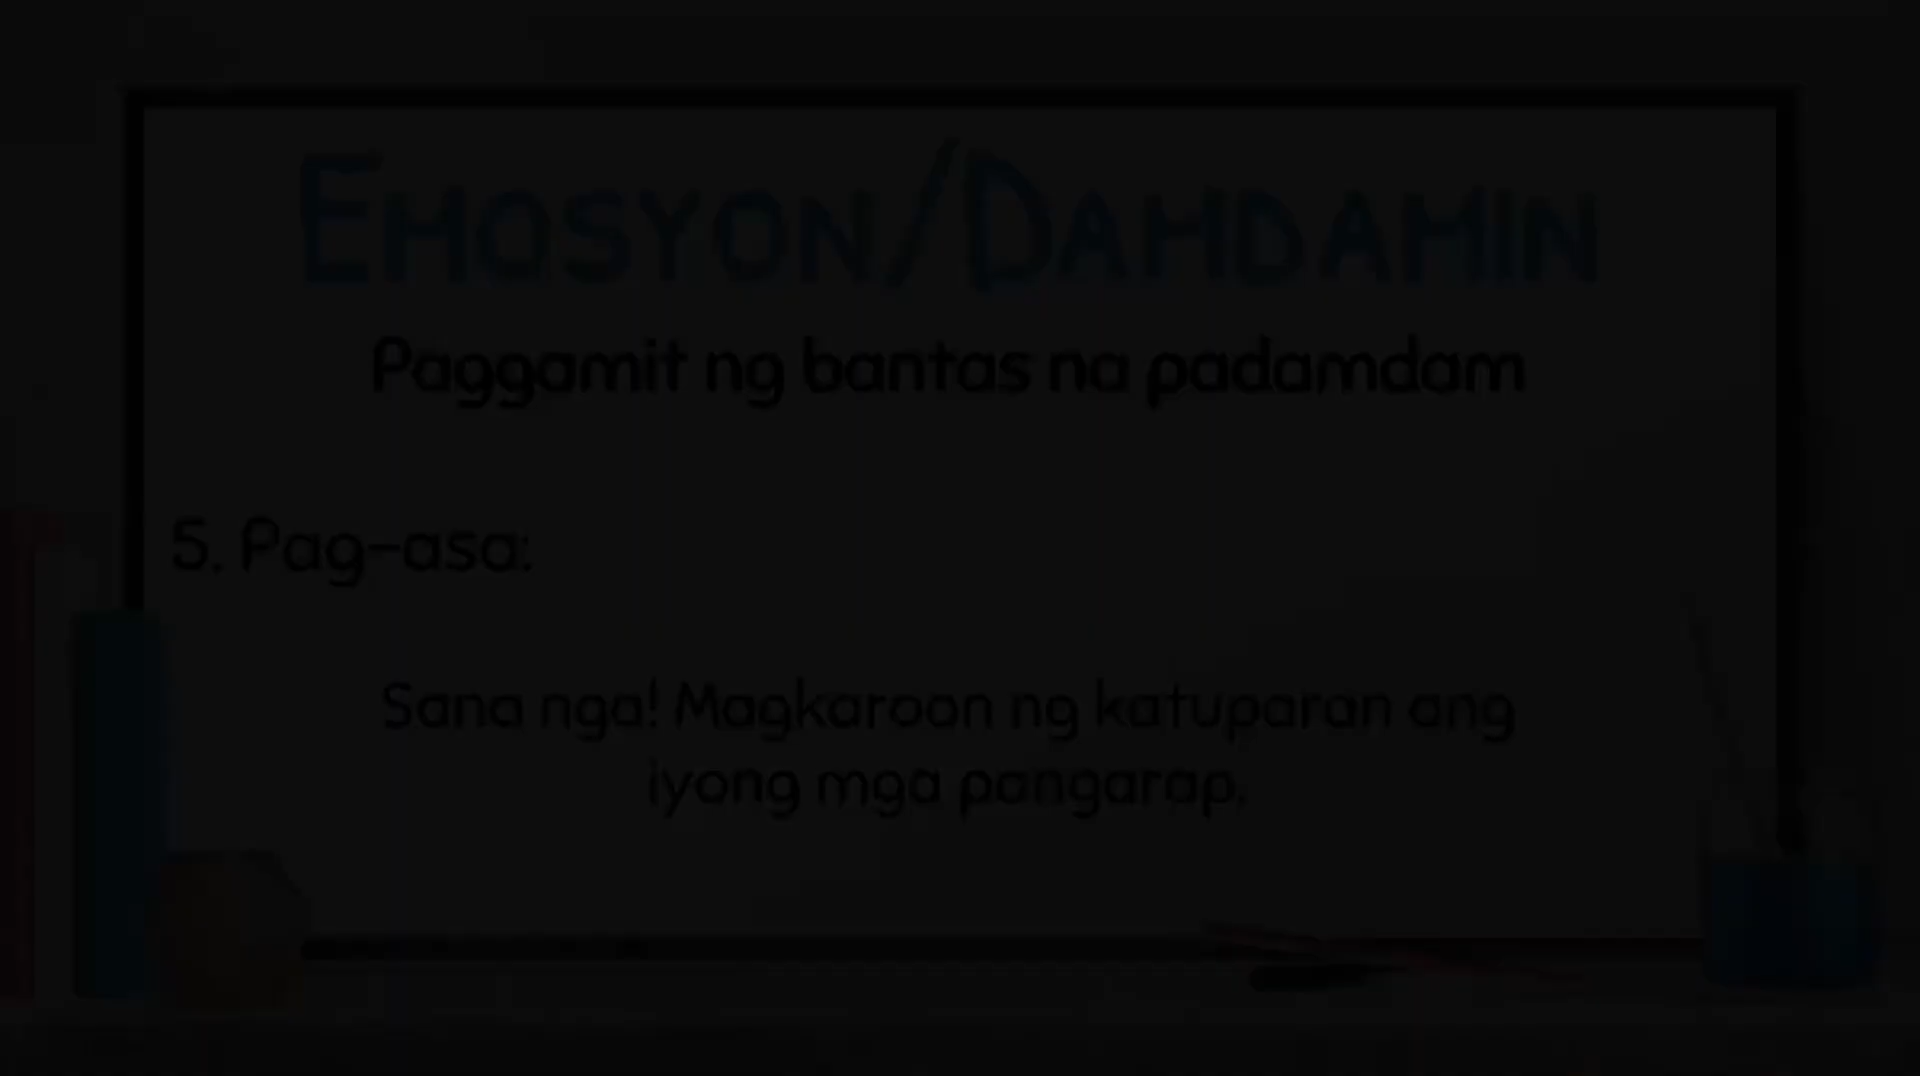 EMOSYON/DAMDAMIN
Paggamit ng bantas na padamdam
5. Pag-asa:
Sana nga! Magkaroon ng katuparan ang
iyong mga pangarap.